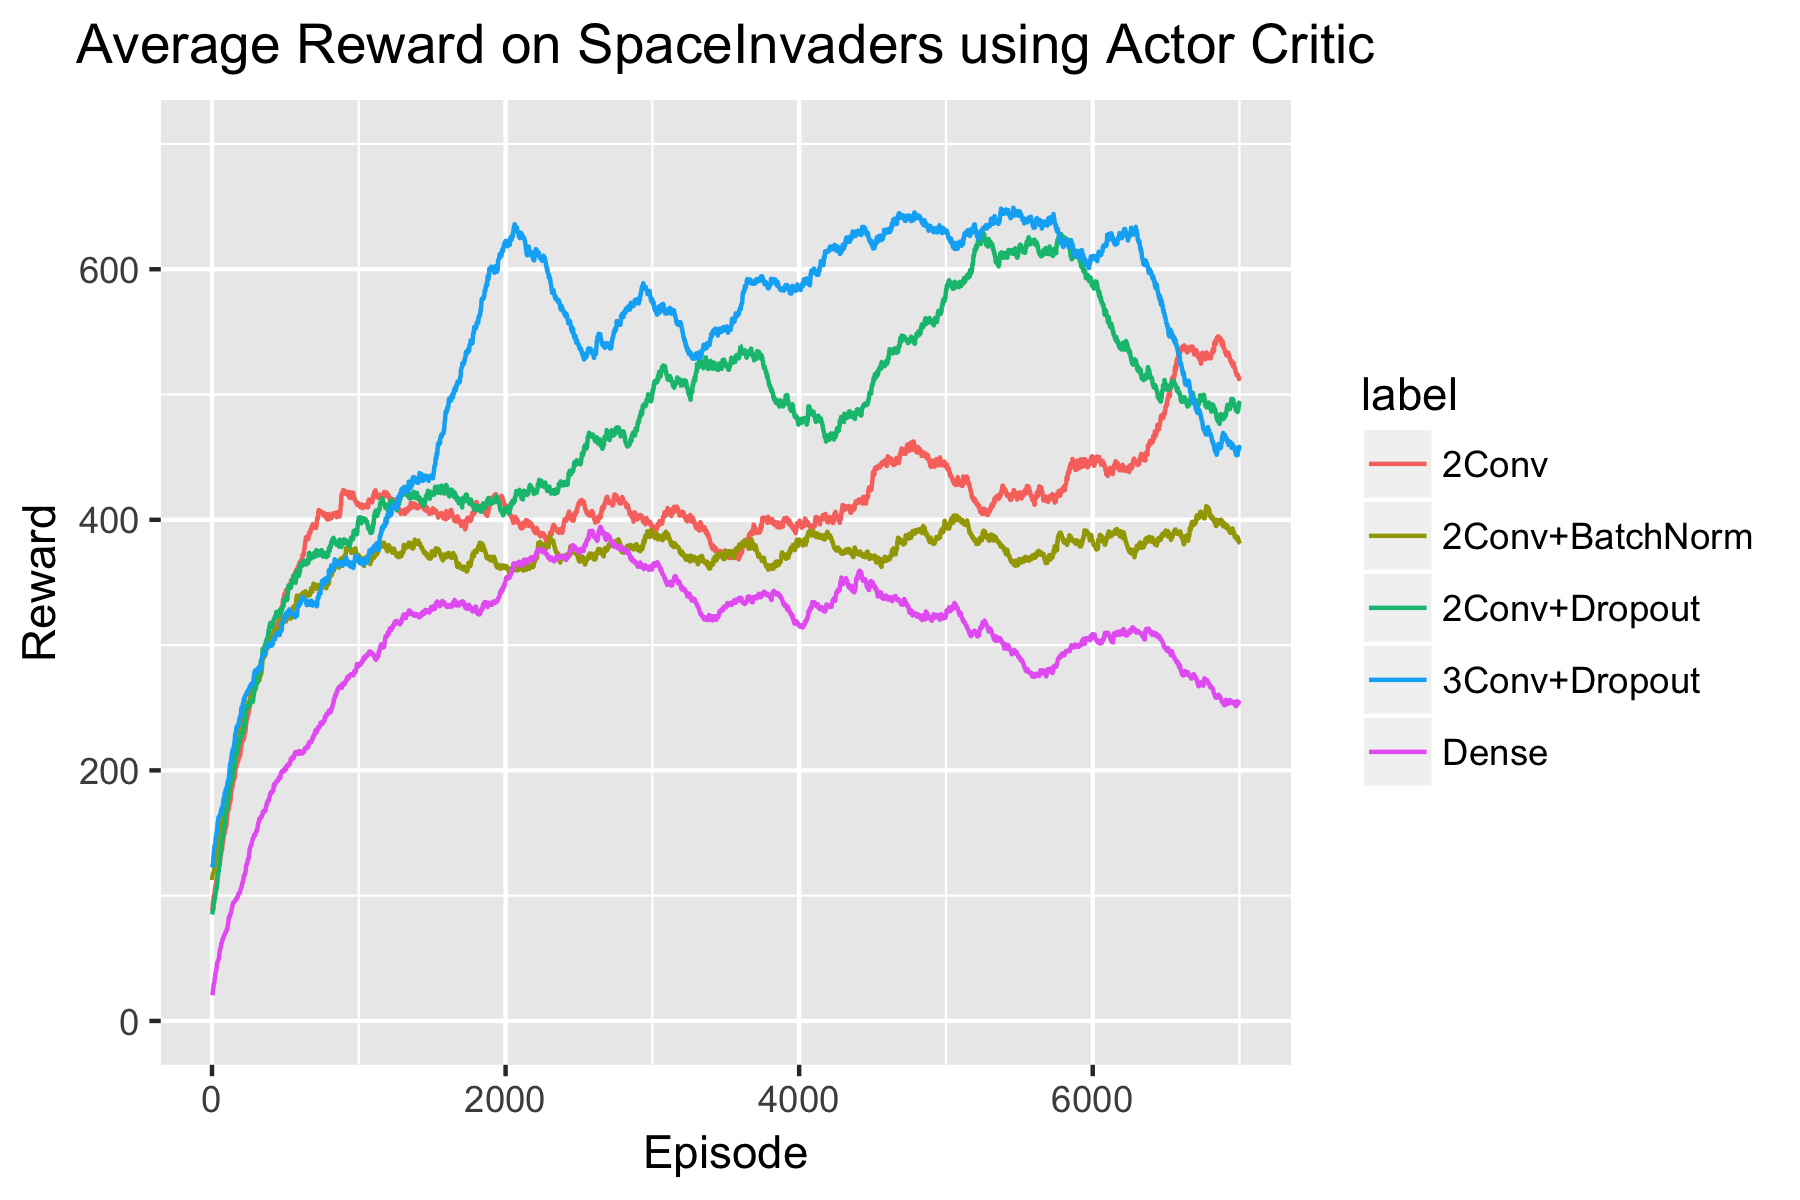 Average Reward on SpaceInvaders using Actor Critic
Reward
600
400
200
0
0 2000 4000 6000
Episode
label
2Conv
2Conv+BatchNorm
2Conv+Dropout
3Conv+Dropout
Dense